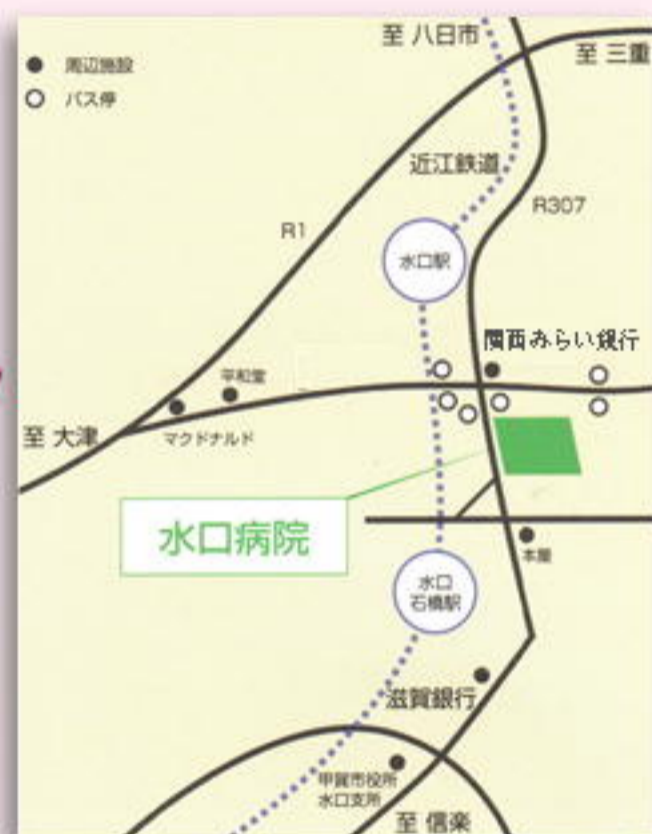 至 八日市
至 三重
周辺施設
バス停
近江鉄道
R307
R1
水口駅
関西みらい銀行
平和堂
至 大津
マクドナルド
水口病院
本屋
水口
石橋駅
滋賀銀行
甲賀市役所
水口支所
至 信楽